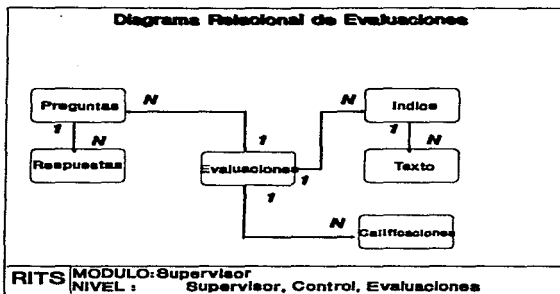 Diagrama Relacional de Evaluaciones
Preguntas
N
N
Indice
1
N
1
1
N
Respuestas
Evaluaciones
1
Texto
1
N
Calificaciones
RITS
MODULO:Supervisor
NIVEL : Supervisor, Control, Evaluaciones